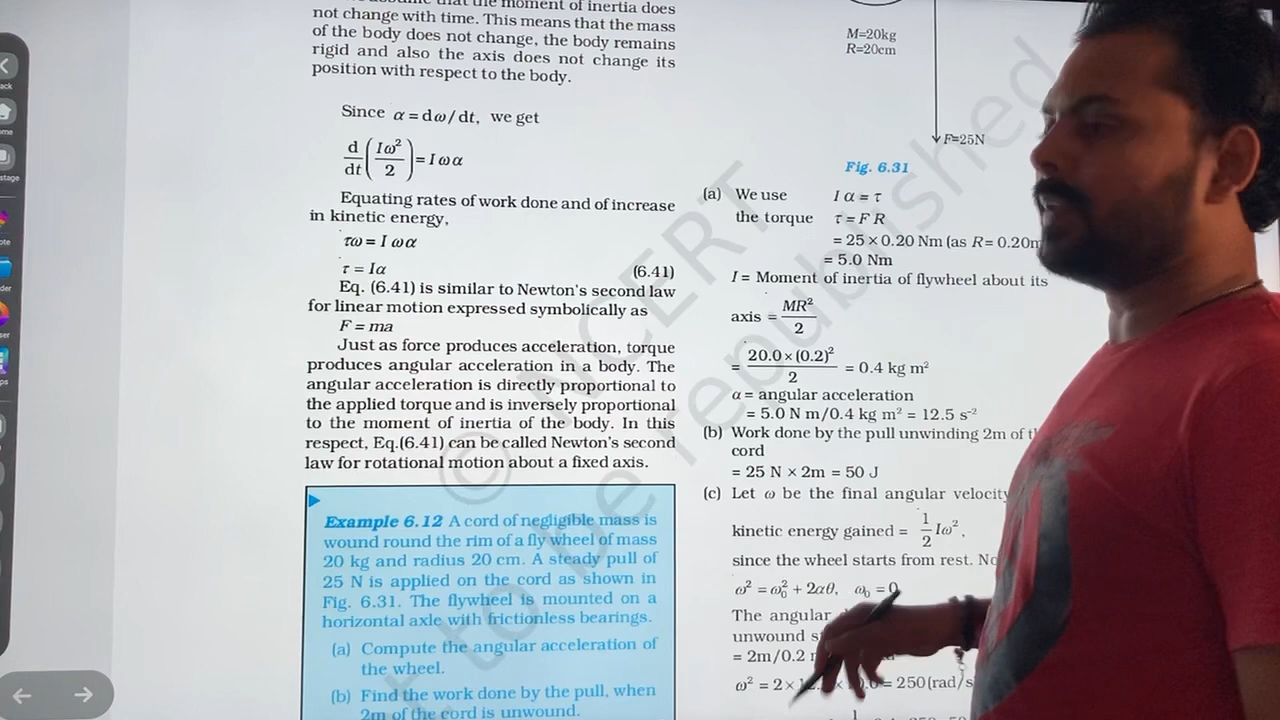 that the moment of inertia does
not change with time. This means that the mass
of the body does not change, the body remains
rigid and also the axis does not change its
position with respect to the body.
Since α = dω/dt, we get
d/dt (Iω²/2) = I ω α
Equating rates of work done and of increase
in kinetic energy,
τω = I ω α
τ = Iα (6.41)
Eq. (6.41) is similar to Newton's second law
for linear motion expressed symbolically as
F = ma
Just as force produces acceleration, torque
produces angular acceleration in a body. The
angular acceleration is directly proportional to
the applied torque and is inversely proportional
to the moment of inertia of the body. In this
respect, Eq.(6.41) can be called Newton's second
law for rotational motion about a fixed axis.
Example 6.12 A cord of negligible mass is
wound round the rim of a fly wheel of mass
20 kg and radius 20 cm. A steady pull of
25 N is applied on the cord as shown in
Fig. 6.31. The flywheel is mounted on a
horizontal axle with frictionless bearings.
(a) Compute the angular acceleration of
the wheel.
(b) Find the work done by the pull, when
2m of the cord is unwound.
M=20kg
R=20cm
F=25N
Fig. 6.31
(a) We use I α = τ
the torque τ = F R
= 25 × 0.20 Nm (as R = 0.20m
= 5.0 Nm
I = Moment of inertia of flywheel about its
axis = MR²/2
= 20.0 × (0.2)²/2 = 0.4 kg m²
α = angular acceleration
= 5.0 N m/0.4 kg m² = 12.5 s⁻²
(b) Work done by the pull unwinding 2m of
cord
= 25 N × 2m = 50 J
(c) Let ω be the final angular velocity
kinetic energy gained = 1/2 Iω²,
since the wheel starts from rest.
ω² = ω₀² + 2αθ, ω₀ = 0
The angular
unwound
= 2m/0.2
ω² = 2 × = 250 (rad/s
© NCERT
to be republished